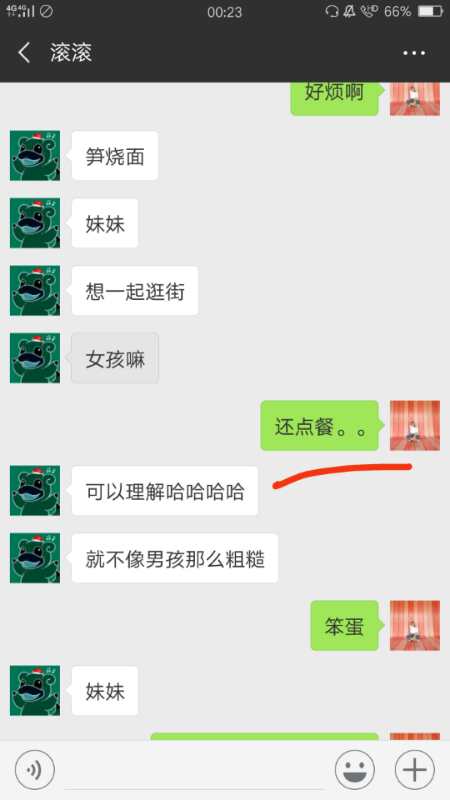 4G 4G 00:23 HD 66%
滚滚
好烦啊
笋烧面
妹妹
想一起逛街
女孩嘛
还点餐。。
可以理解哈哈哈哈
就不像男孩那么粗糙
笨蛋
妹妹